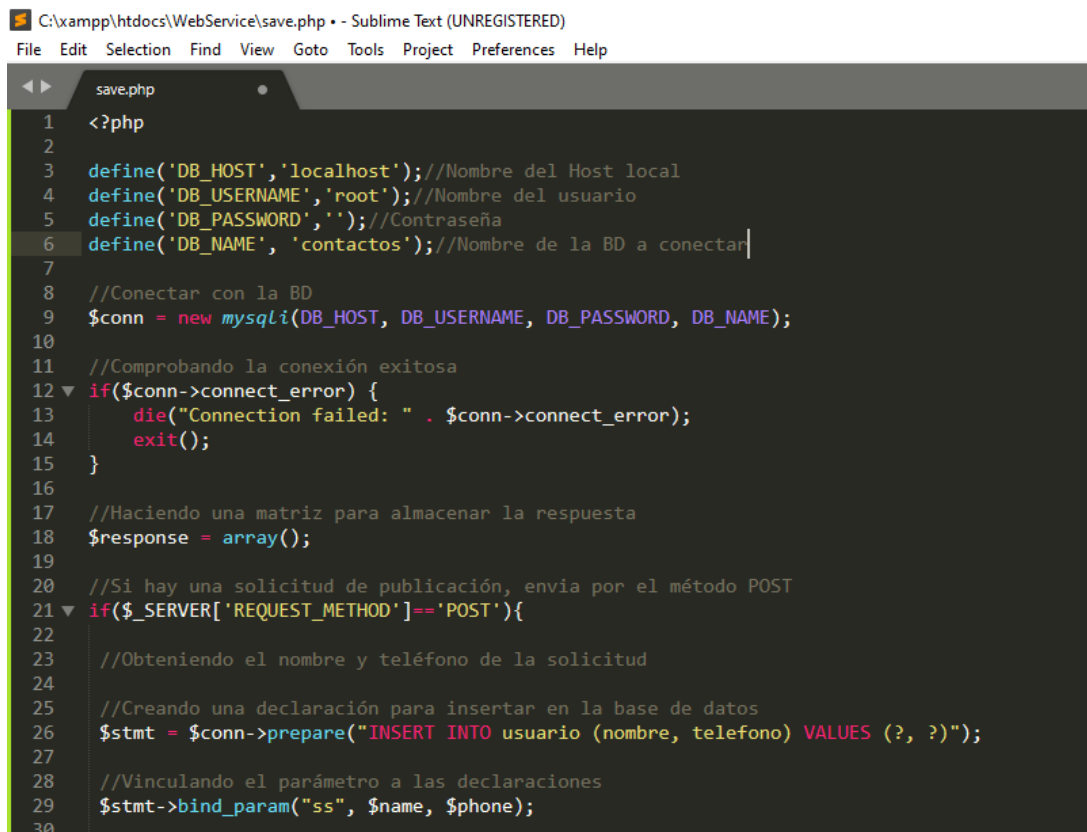 C:\xampp\htdocs\WebService\save.php • - Sublime Text (UNREGISTERED)
File Edit Selection Find View Goto Tools Project Preferences Help
save.php
1 <?php
2
3 define('DB_HOST','localhost');//Nombre del Host local
4 define('DB_USERNAME','root');//Nombre del usuario
5 define('DB_PASSWORD','');//Contraseña
6 define('DB_NAME', 'contactos');//Nombre de la BD a conectar
7
8 //Conectar con la BD
9 $conn = new mysqli(DB_HOST, DB_USERNAME, DB_PASSWORD, DB_NAME);
10
11 //Comprobando la conexión exitosa
12 if($conn->connect_error) {
13 die("Connection failed: " . $conn->connect_error);
14 exit();
15 }
16
17 //Haciendo una matriz para almacenar la respuesta
18 $response = array();
19
20 //Si hay una solicitud de publicación, envia por el método POST
21 if($_SERVER['REQUEST_METHOD']=='POST'){
22
23 //Obteniendo el nombre y teléfono de la solicitud
24
25 //Creando una declaración para insertar en la base de datos
26 $stmt = $conn->prepare("INSERT INTO usuario (nombre, telefono) VALUES (?, ?)");
27
28 //Vinculando el parámetro a las declaraciones
29 $stmt->bind_param("ss", $name, $phone);
30